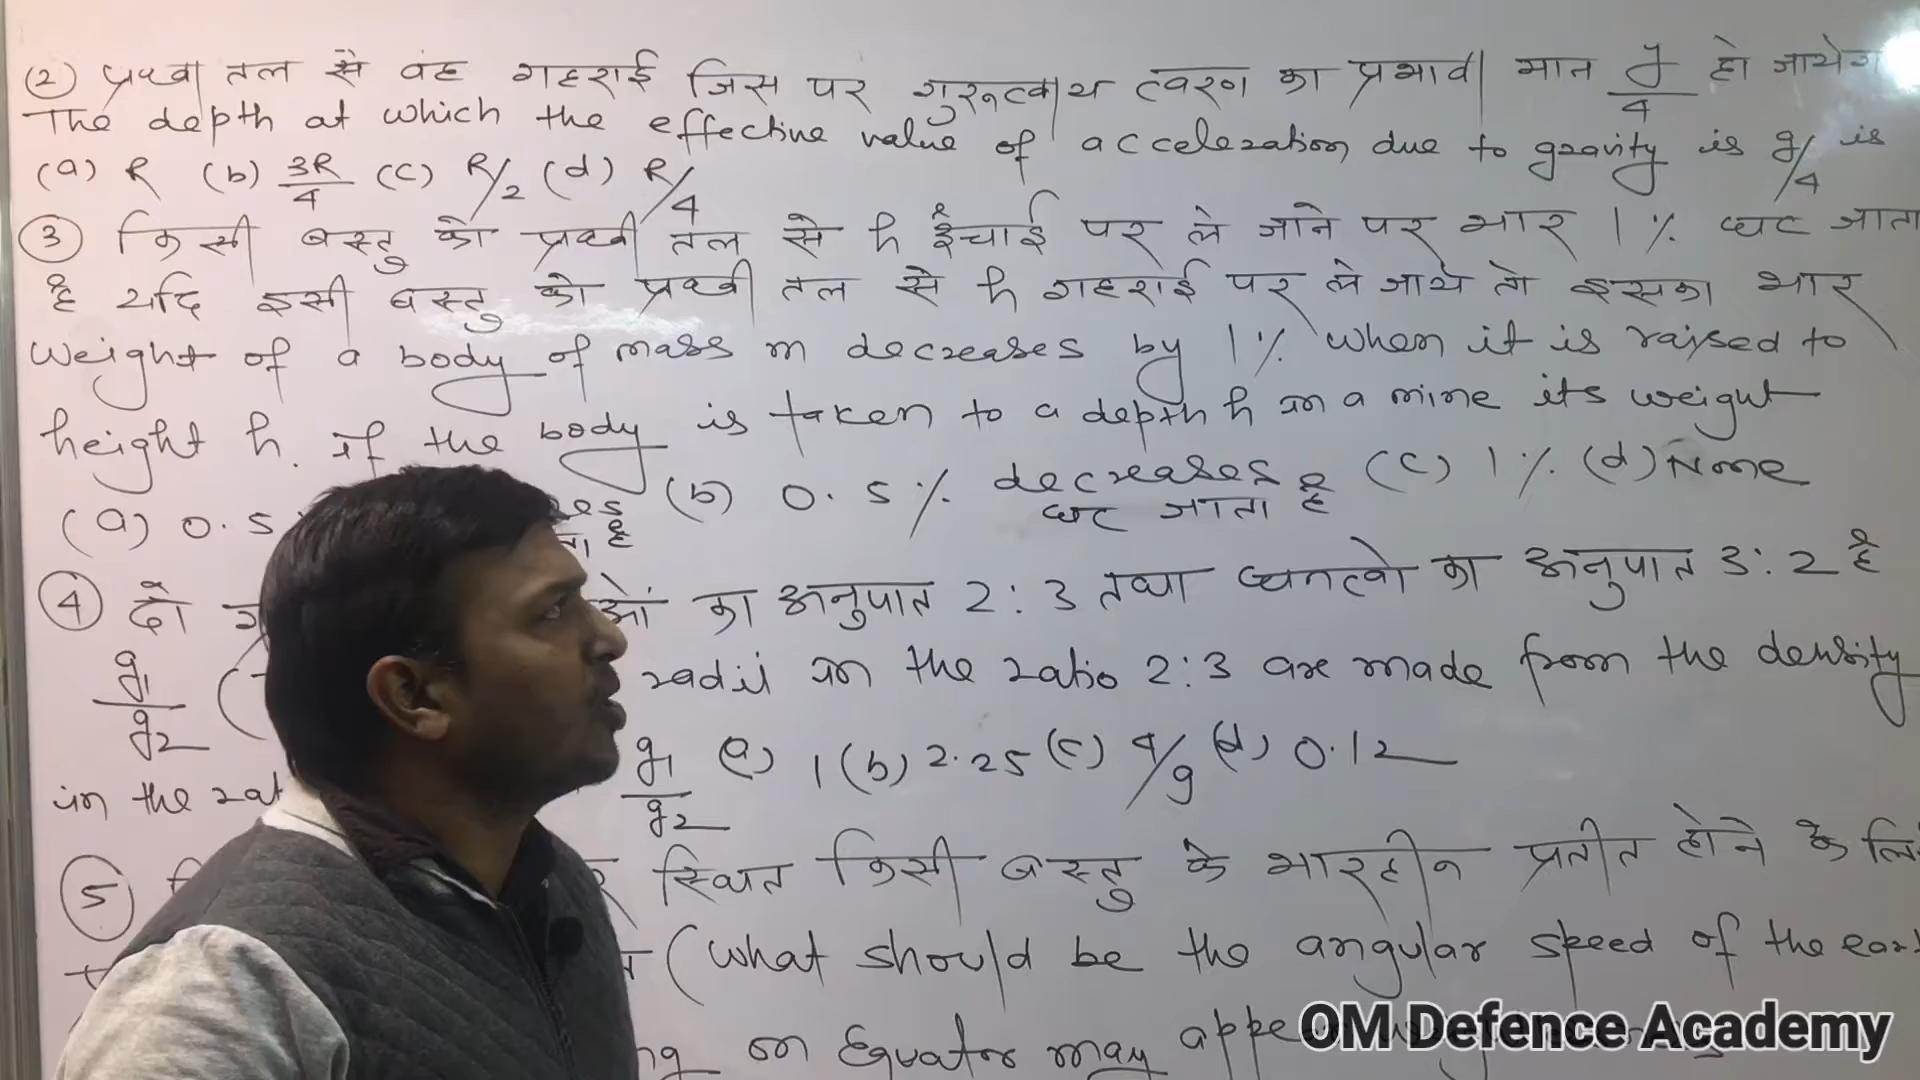 (2) प्रथ्वी तल से वह गहराई जिस पर गुरुत्वीय त्वरण का प्रभावी मान g/4 हो जायेगा
The depth at which the effective value of acceleration due to gravity is g/4 is
(a) R (b) 3R/4 (c) R/2 (d) R/4
(3) किसी बस्तु को प्रथ्वी तल से h ऊँचाई पर ले जाने पर भार 1% घट जाता
है यदि इसी बस्तु को प्रथ्वी तल से h गहराई पर ले जाये तो इसका भार
weight of a body of mass m decreases by 1% when it is raised to
height h. if the body is taken to a depth h in a mine its weight
(a) 0.5 (b) 0.5% decreases (c) 1% (d) None
घट जाता है
(4) दो का अनुपात 2:3 तथा घनत्वो का अनुपात 3:2 है
g1/g2 radii in the ratio 2:3 are made from the density
in the g1/g2 (a) 1 (b) 2.25 (c) 4/9 (d) 0.12
(5) स्थित किसी बस्तु के भारहीन प्रतीत होने के
(what should be the angular speed of the
on Equator may
OM Defence Academy